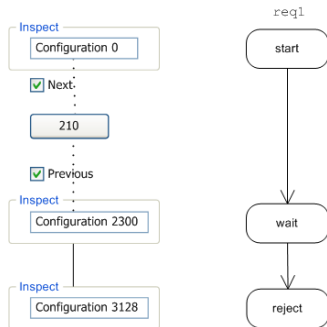 Inspect
Configuration 0
Next
210
Previous
Inspect
Configuration 2300
Inspect
Configuration 3128
req1
start
wait
reject